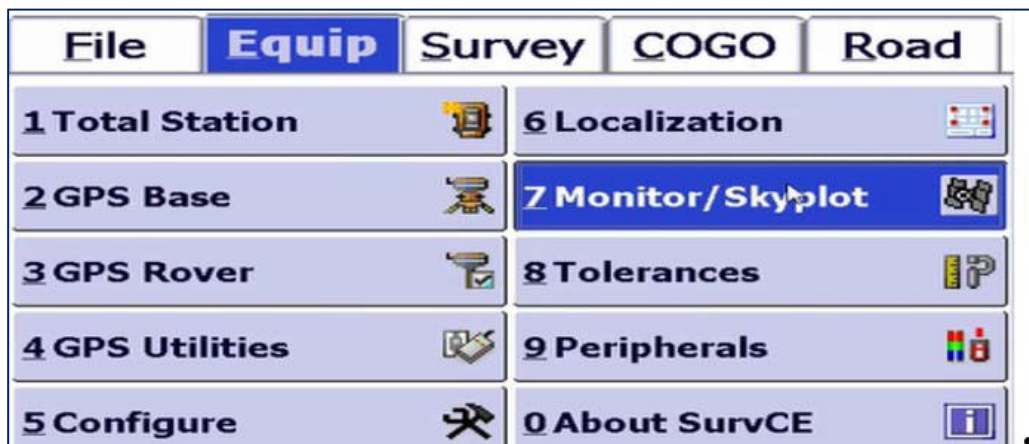 File Equip Survey COGO Road
1 Total Station
2 GPS Base
3 GPS Rover
4 GPS Utilities
5 Configure
6 Localization
7 Monitor/Skyplot
8 Tolerances
9 Peripherals
0 About SurvCE